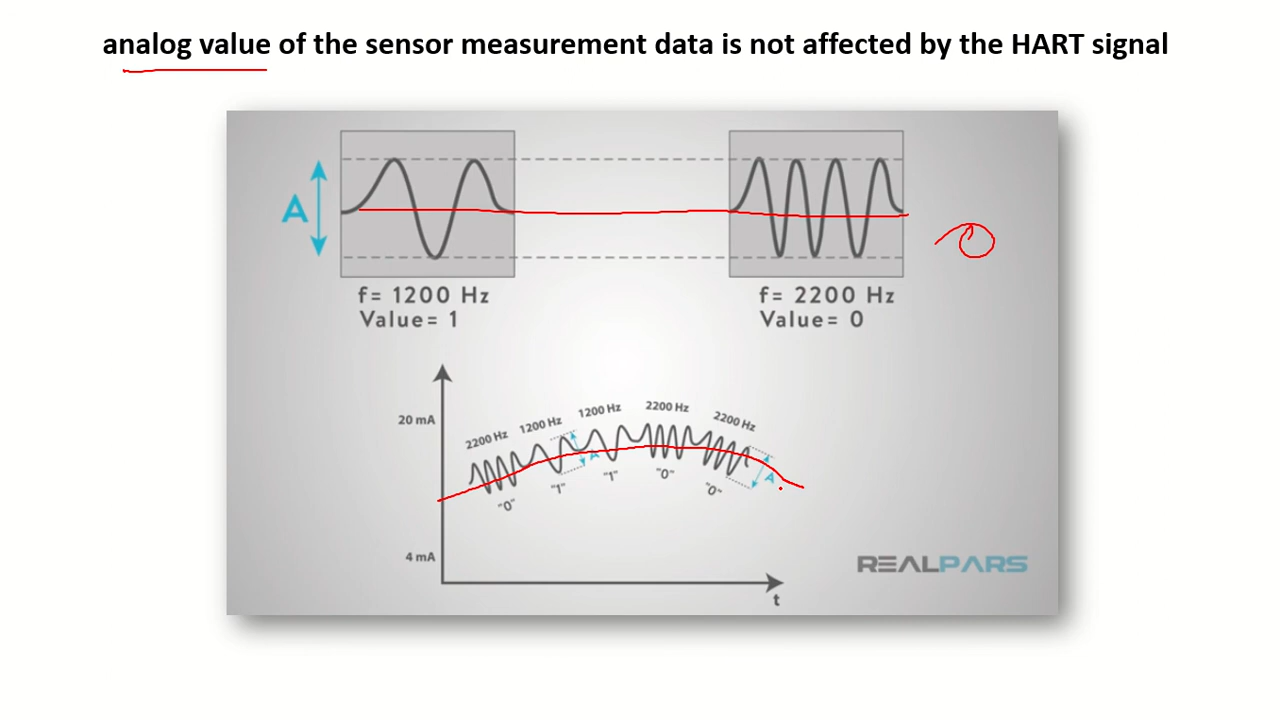 analog value of the sensor measurement data is not affected by the HART signal
A
f= 1200 Hz
Value= 1
f= 2200 Hz
Value= 0
20 mA
2200 Hz
1200 Hz
1200 Hz
2200 Hz
2200 Hz
A
A
"0"
"1"
"1"
"0"
"0"
4 mA
REALPARS
t